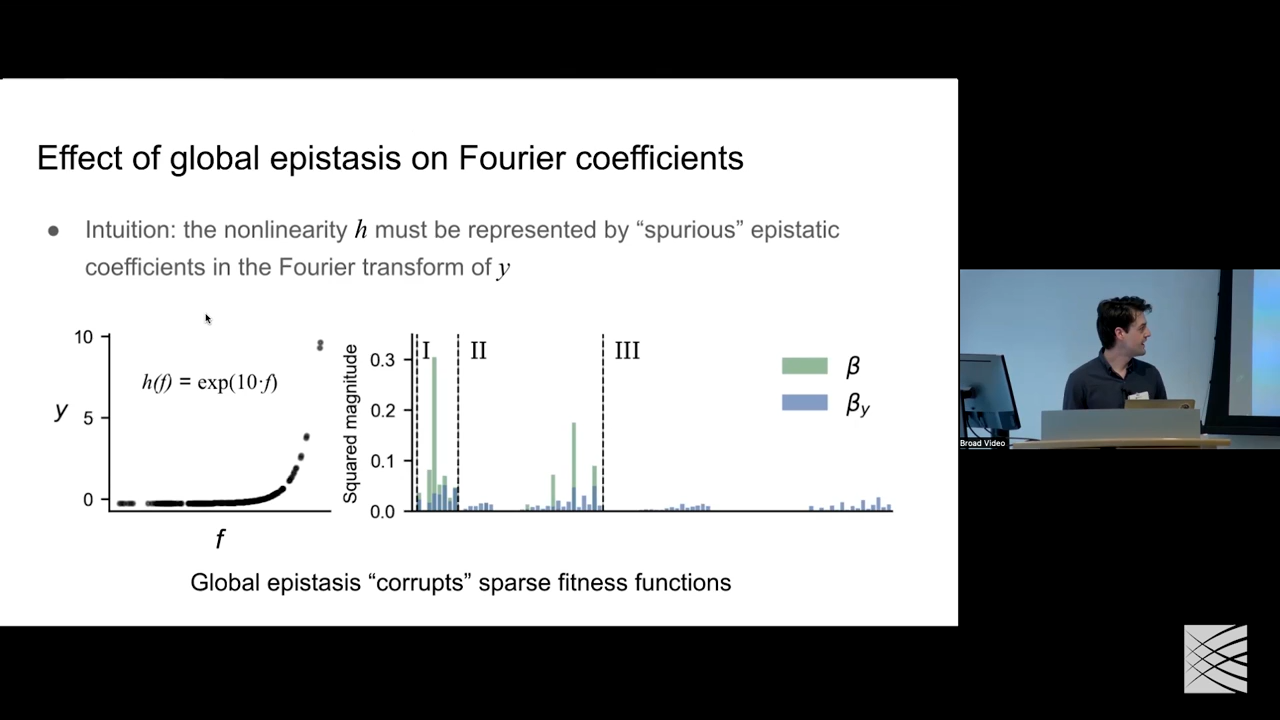 Effect of global epistasis on Fourier coefficients
● Intuition: the nonlinearity h must be represented by “spurious” epistatic
coefficients in the Fourier transform of y
10
5
0
y
h(f) = exp(10·f)
f
Squared magnitude
0.3
0.2
0.1
0.0
I
II
III
β
βy
Global epistasis “corrupts” sparse fitness functions
Broad Video